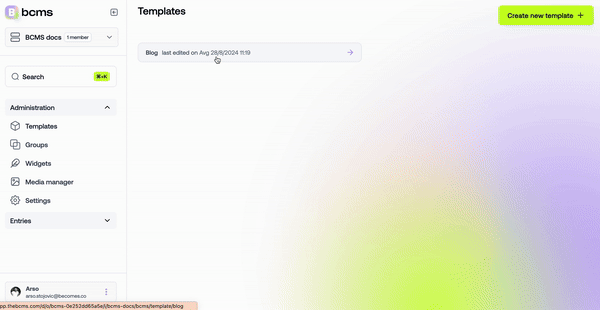 bcms
Templates
Create new template +
BCMS docs 1 member
Blog last edited on Avg 28/8/2024 11:19
Search ⌘+K
Administration
Templates
Groups
Widgets
Media manager
Settings
Entries
Arso
arso.stojovic@becomea.co
pp.thebcms.com/d/o/bcms-0e252dd65a5e/i/bcms-docs/bcms/template/blog